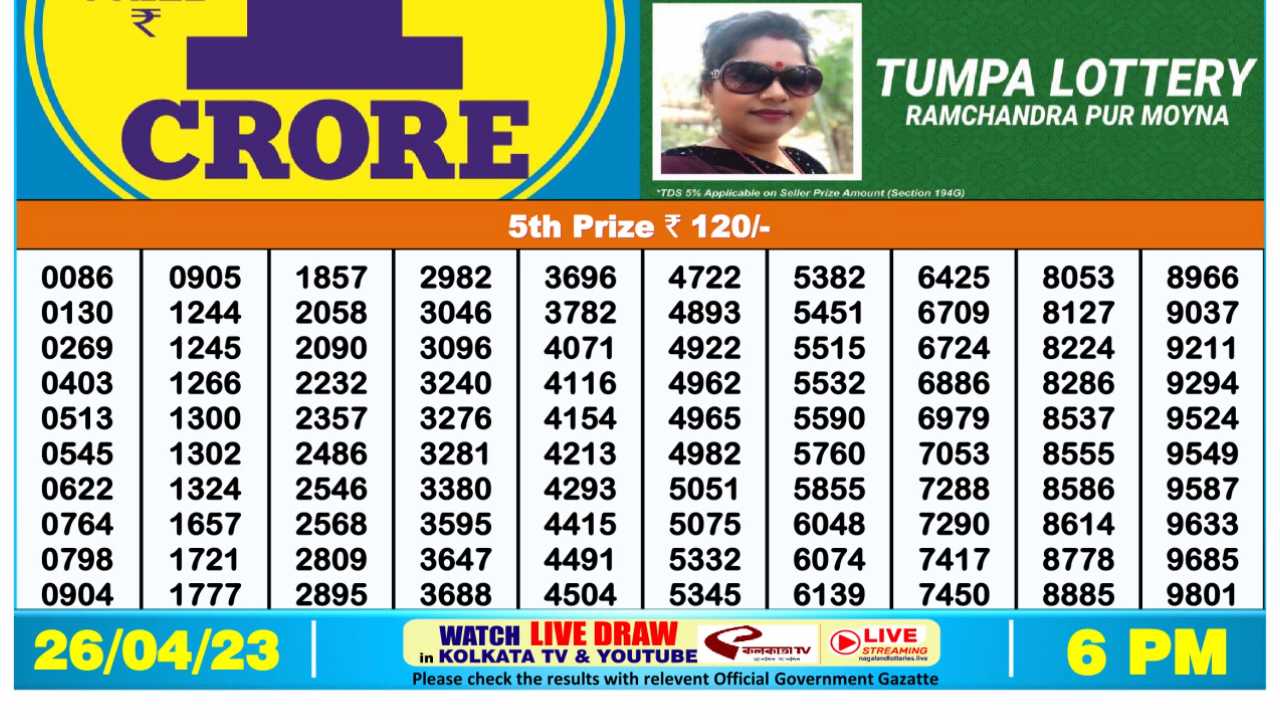 ₹
1
CRORE
TUMPA LOTTERY
RAMCHANDRA PUR MOYNA
*TDS 5% Applicable on Seller Prize Amount (Section 194G)
5th Prize ₹ 120/-
0086 0905 1857 2982 3696 4722 5382 6425 8053 8966
0130 1244 2058 3046 3782 4893 5451 6709 8127 9037
0269 1245 2090 3096 4071 4922 5515 6724 8224 9211
0403 1266 2232 3240 4116 4962 5532 6886 8286 9294
0513 1300 2357 3276 4154 4965 5590 6979 8537 9524
0545 1302 2486 3281 4213 4982 5760 7053 8555 9549
0622 1324 2546 3380 4293 5051 5855 7288 8586 9587
0764 1657 2568 3595 4415 5075 6048 7290 8614 9633
0798 1721 2809 3647 4491 5332 6074 7417 8778 9685
0904 1777 2895 3688 4504 5345 6139 7450 8885 9801
26/04/23
WATCH LIVE DRAW
in KOLKATA TV & YOUTUBE
কলকাতা TV
LIVE
STREAMING
nagalandlotteries.live
Please check the results with relevent Official Government Gazatte
6 PM